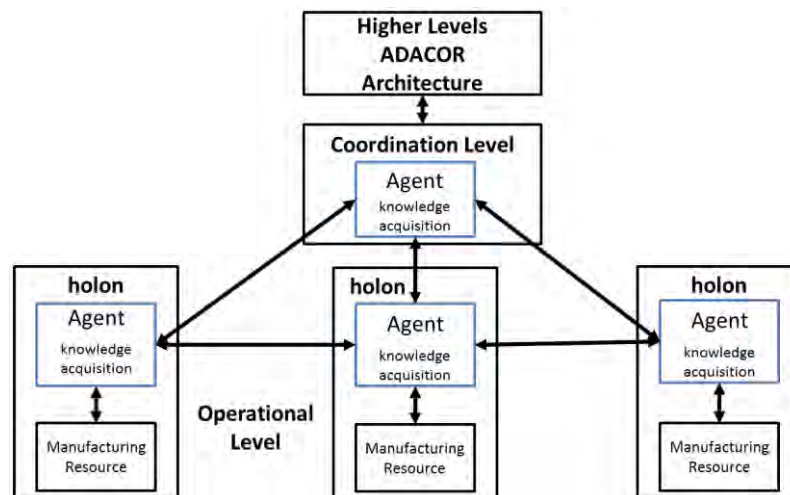 Higher Levels
ADACOR
Architecture
Coordination Level
Agent
knowledge
acquisition
holon
Agent
knowledge
acquisition
Manufacturing
Resource
Operational
Level
holon
Agent
knowledge
acquisition
Manufacturing
Resource
holon
Agent
knowledge
acquisition
Manufacturing
Resource